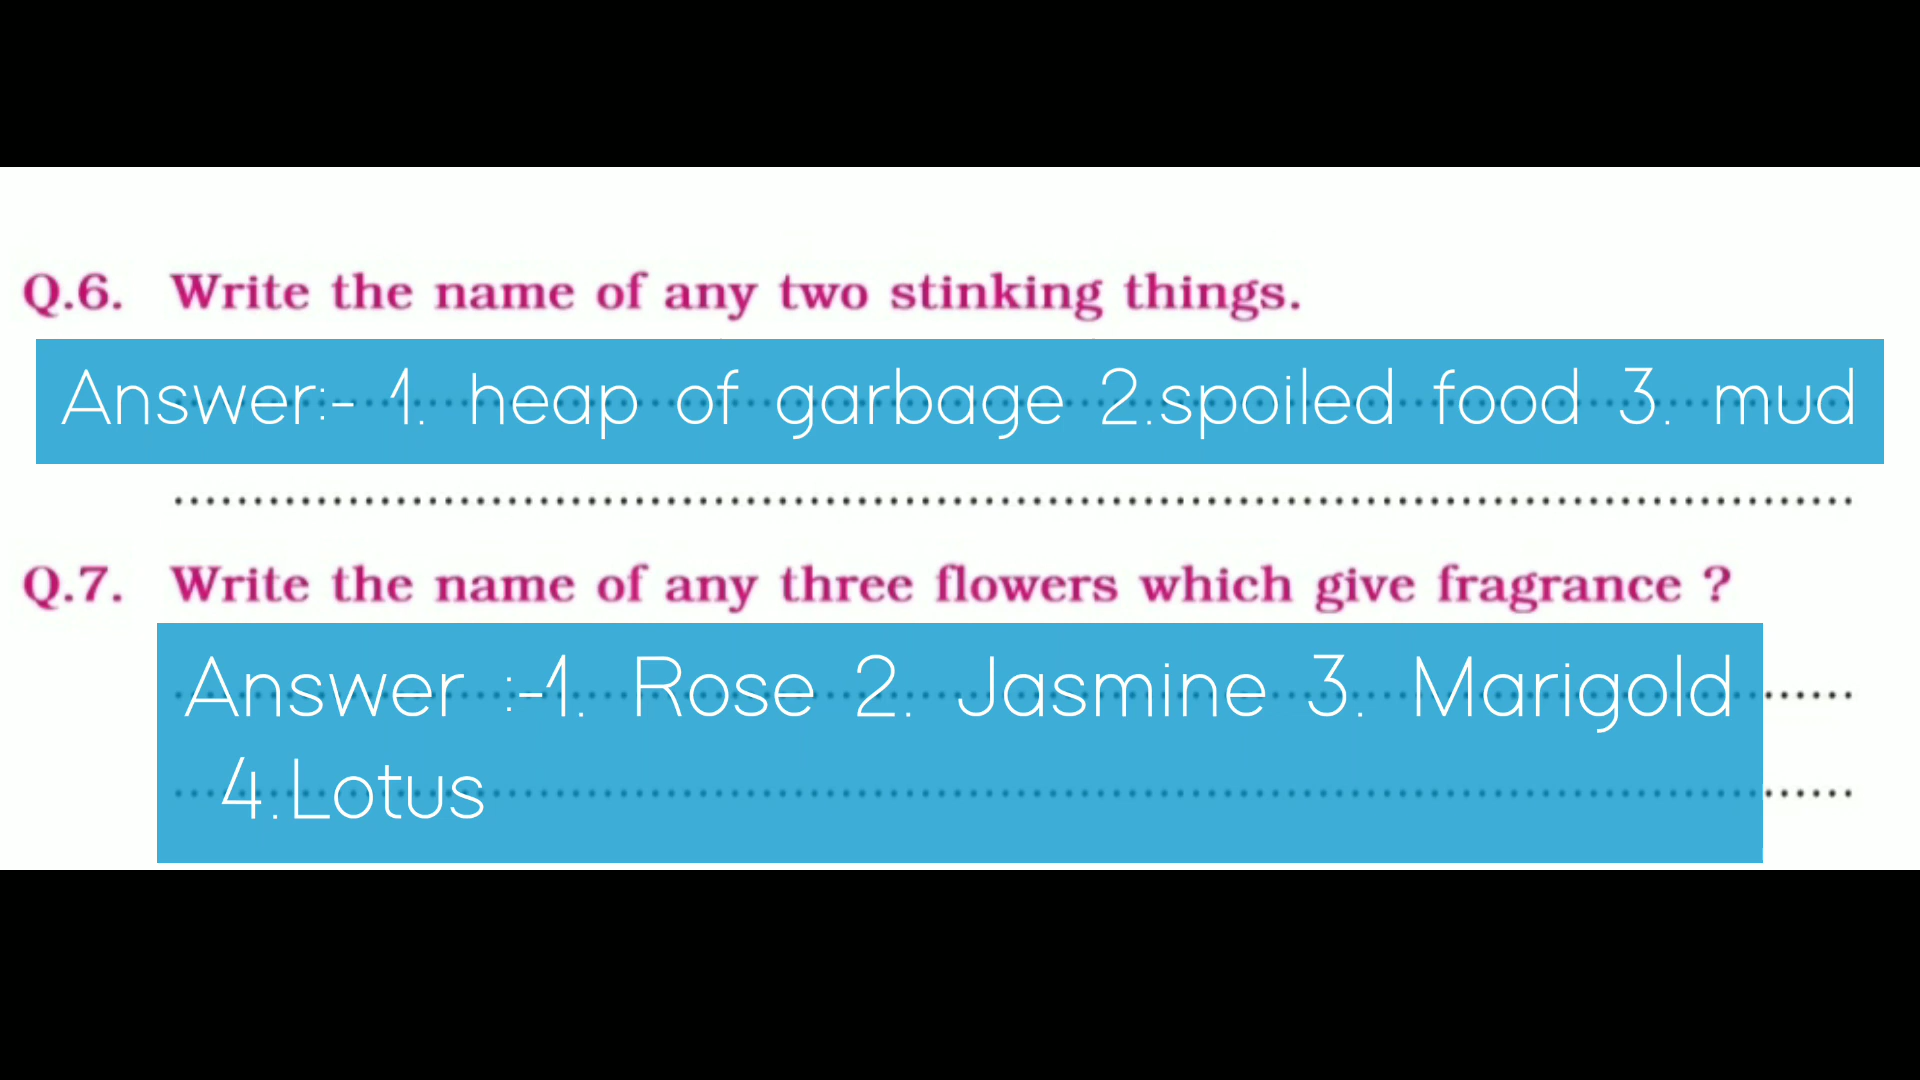 Q.6. Write the name of any two stinking things.
Answer:- 1. heap of garbage 2.spoiled food 3. mud
Q.7. Write the name of any three flowers which give fragrance ?
Answer :-1. Rose 2. Jasmine 3. Marigold
4.Lotus